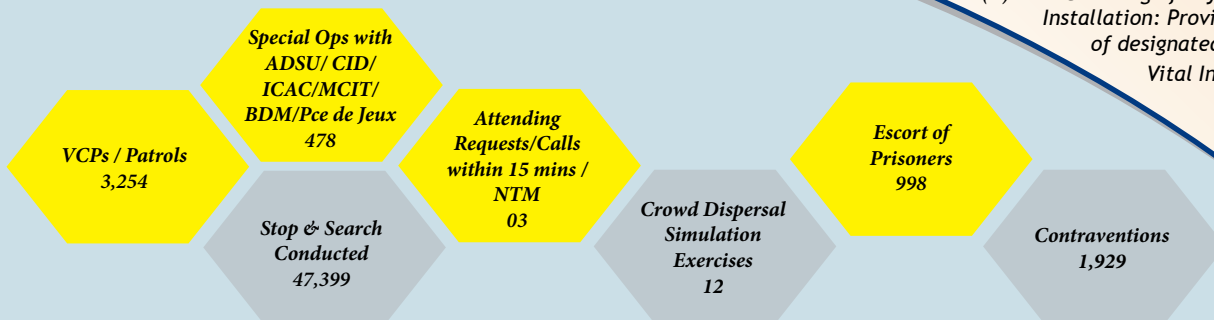 Installation: Provi
of designated
Vital In
Special Ops with
ADSU/ CID/
ICAC/MCIT/
BDM/Pce de Jeux
478
VCPs / Patrols
3,254
Attending
Requests/Calls
within 15 mins /
NTM
03
Escort of
Prisoners
998
Stop & Search
Conducted
47,399
Crowd Dispersal
Simulation
Exercises
12
Contraventions
1,929